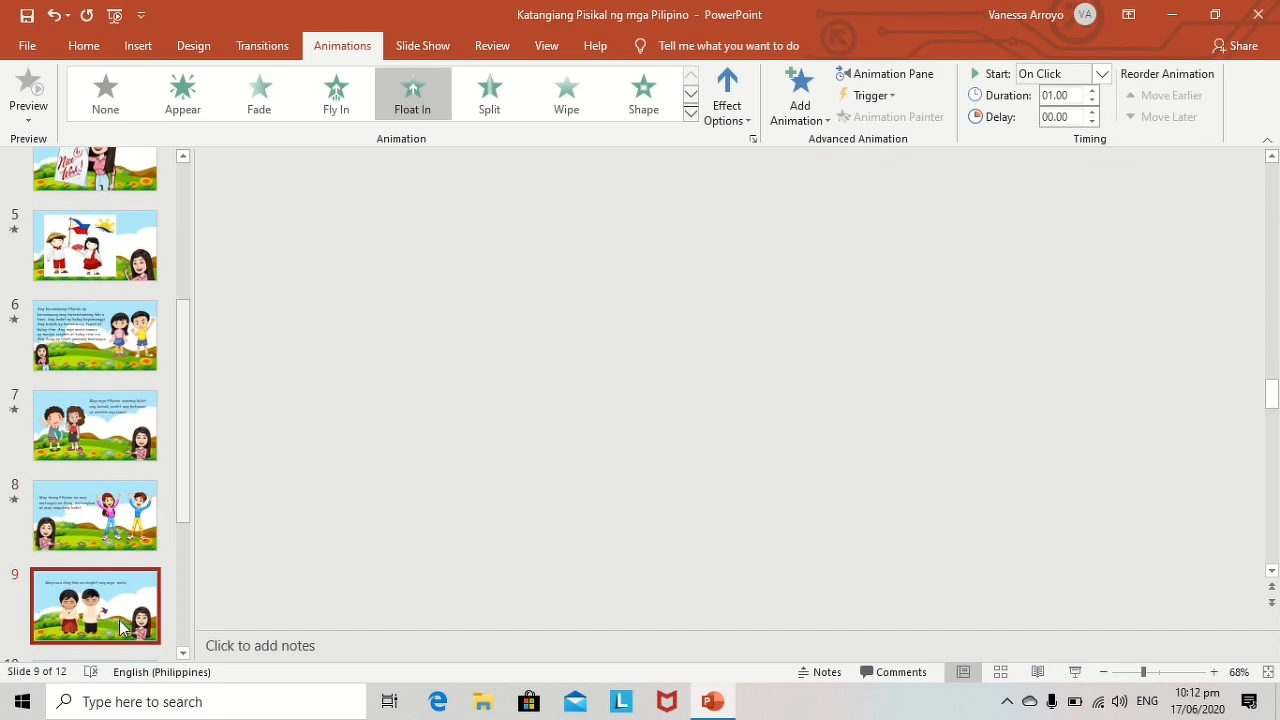 Katangiang Pisikal ng mga Pilipino - PowerPoint
Vanessa Arroyo VA
File Home Insert Design Transitions Animations Slide Show Review View Help Tell me what you want to do Share
Preview
None Appear Fade Fly In Float In Split Wipe Shape
Effect
Options
Add
Animation
Animation Pane
Trigger
Animation Painter
Start: On Click
Duration: 01.00
Delay: 00.00
Reorder Animation
Move Earlier
Move Later
Preview Animation Advanced Animation Timing
5
6
7
8
9
Click to add notes
Slide 9 of 12 English (Philippines) Notes Comments 68%
Type here to search
ENG 10:12 pm
17/06/2020